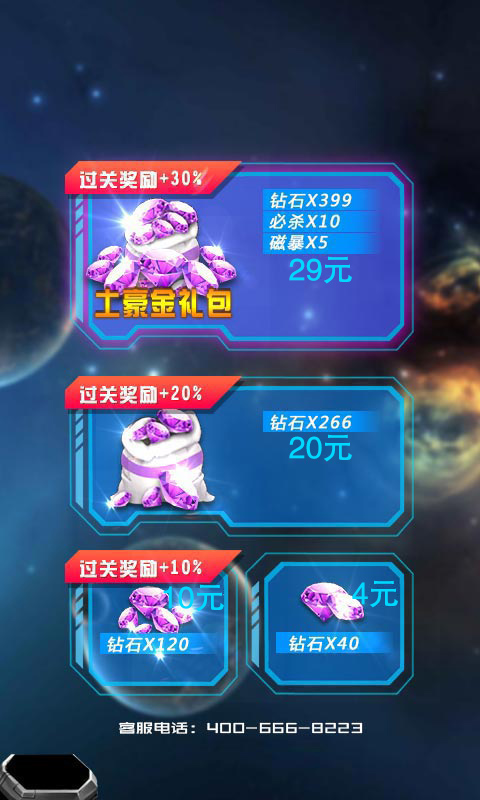 过关奖励+30%
钻石X399
必杀X10
磁暴X5
29元
土豪金礼包
过关奖励+20%
钻石X266
20元
过关奖励+10%
10元
钻石X120
4元
钻石X40
客服电话：400-666-8223